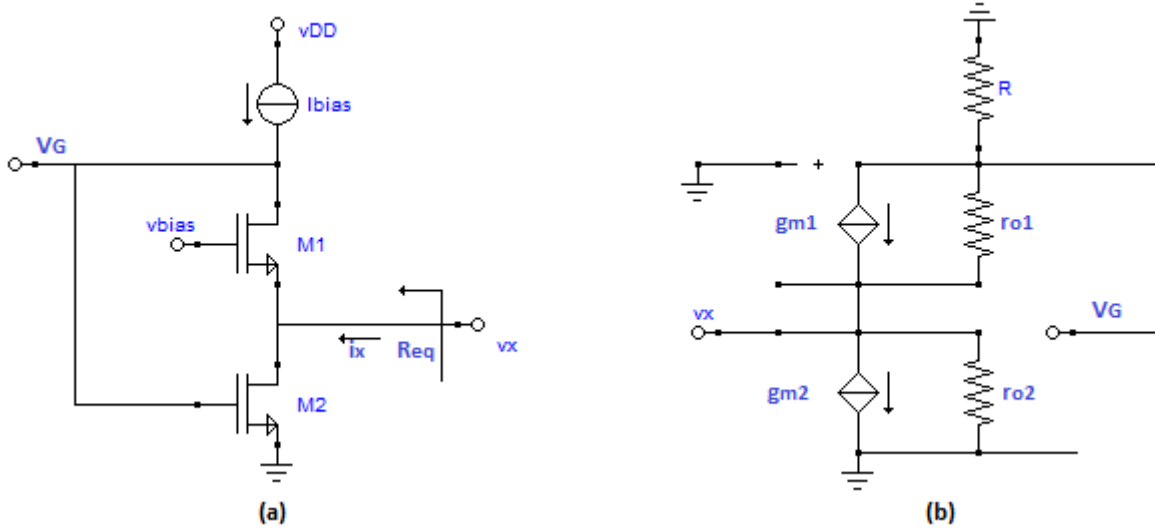 vDD
Ibias
VG
vbias
M1
ix
Req
vx
M2
(a)
R
+
gm1
ro1
vx
VG
gm2
ro2
(b)